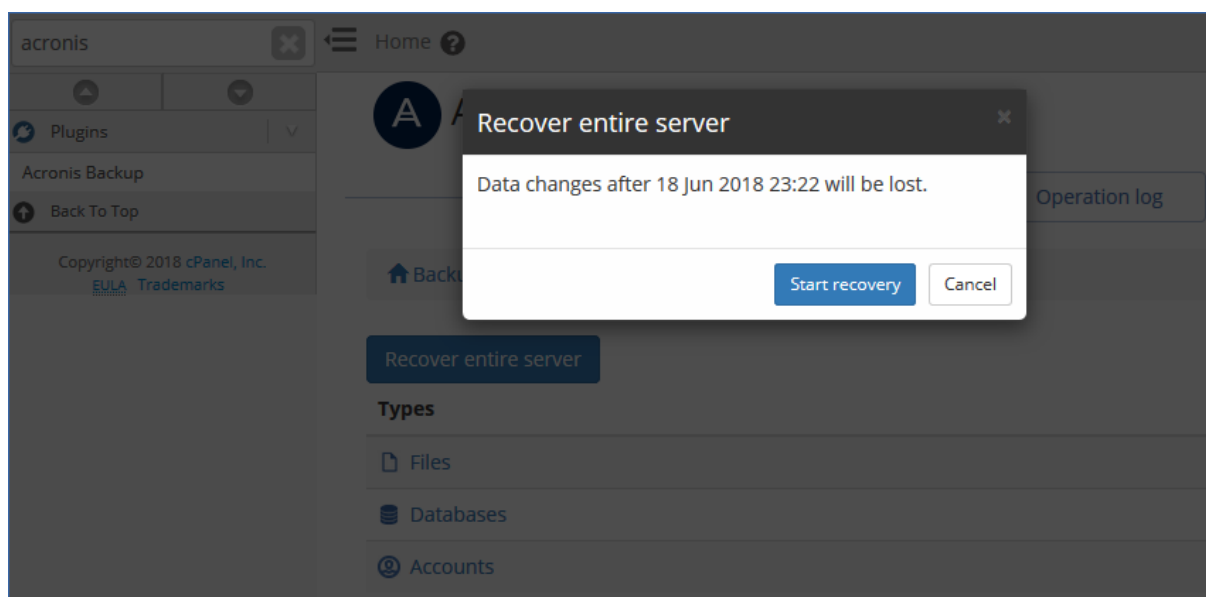 acronis
Home
Plugins
Acronis Backup
Back To Top
Copyright© 2018 cPanel, Inc.
EULA Trademarks
A
Recover entire server
Data changes after 18 Jun 2018 23:22 will be lost.
Start recovery Cancel
Operation log
Recover entire server
Types
Files
Databases
Accounts